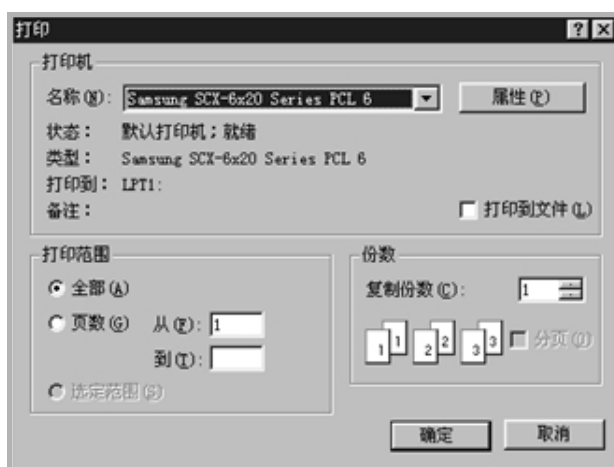 打印
打印机
名称(N): Samsung SCX-6x20 Series PCL 6
属性(P)
状态： 默认打印机；就绪
类型： Samsung SCX-6x20 Series PCL 6
打印到： LPT1:
备注：
打印到文件(L)
打印范围
全部(A)
页数(G) 从(F): 1
到(T):
选定范围(S)
份数
复制份数(C): 1
1 1 2 2 3 3
分页(O)
确定
取消